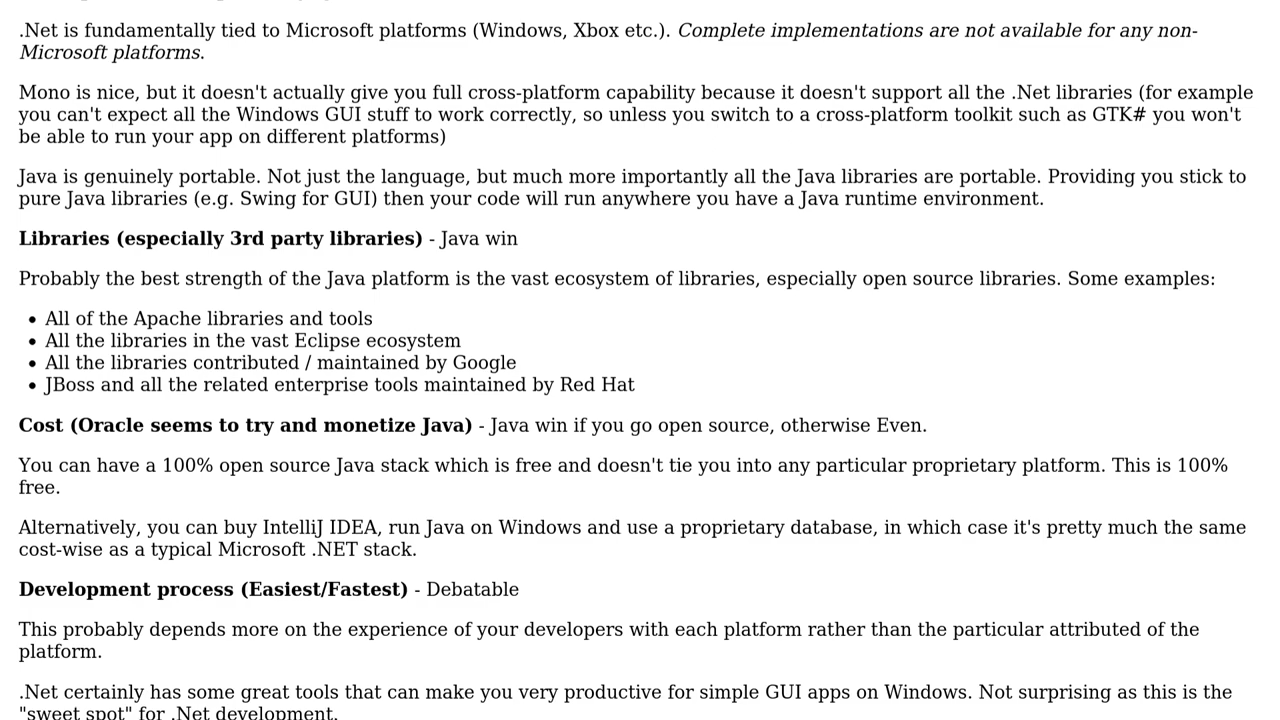 .Net is fundamentally tied to Microsoft platforms (Windows, Xbox etc.). Complete implementations are not available for any non-
Microsoft platforms.
Mono is nice, but it doesn't actually give you full cross-platform capability because it doesn't support all the .Net libraries (for example
you can't expect all the Windows GUI stuff to work correctly, so unless you switch to a cross-platform toolkit such as GTK# you won't
be able to run your app on different platforms)
Java is genuinely portable. Not just the language, but much more importantly all the Java libraries are portable. Providing you stick to
pure Java libraries (e.g. Swing for GUI) then your code will run anywhere you have a Java runtime environment.
Libraries (especially 3rd party libraries) - Java win
Probably the best strength of the Java platform is the vast ecosystem of libraries, especially open source libraries. Some examples:
• All of the Apache libraries and tools
• All the libraries in the vast Eclipse ecosystem
• All the libraries contributed / maintained by Google
• JBoss and all the related enterprise tools maintained by Red Hat
Cost (Oracle seems to try and monetize Java) - Java win if you go open source, otherwise Even.
You can have a 100% open source Java stack which is free and doesn't tie you into any particular proprietary platform. This is 100%
free.
Alternatively, you can buy IntelliJ IDEA, run Java on Windows and use a proprietary database, in which case it's pretty much the same
cost-wise as a typical Microsoft .NET stack.
Development process (Easiest/Fastest) - Debatable
This probably depends more on the experience of your developers with each platform rather than the particular attributed of the
platform.
.Net certainly has some great tools that can make you very productive for simple GUI apps on Windows. Not surprising as this is the
"sweet spot" for .Net development.